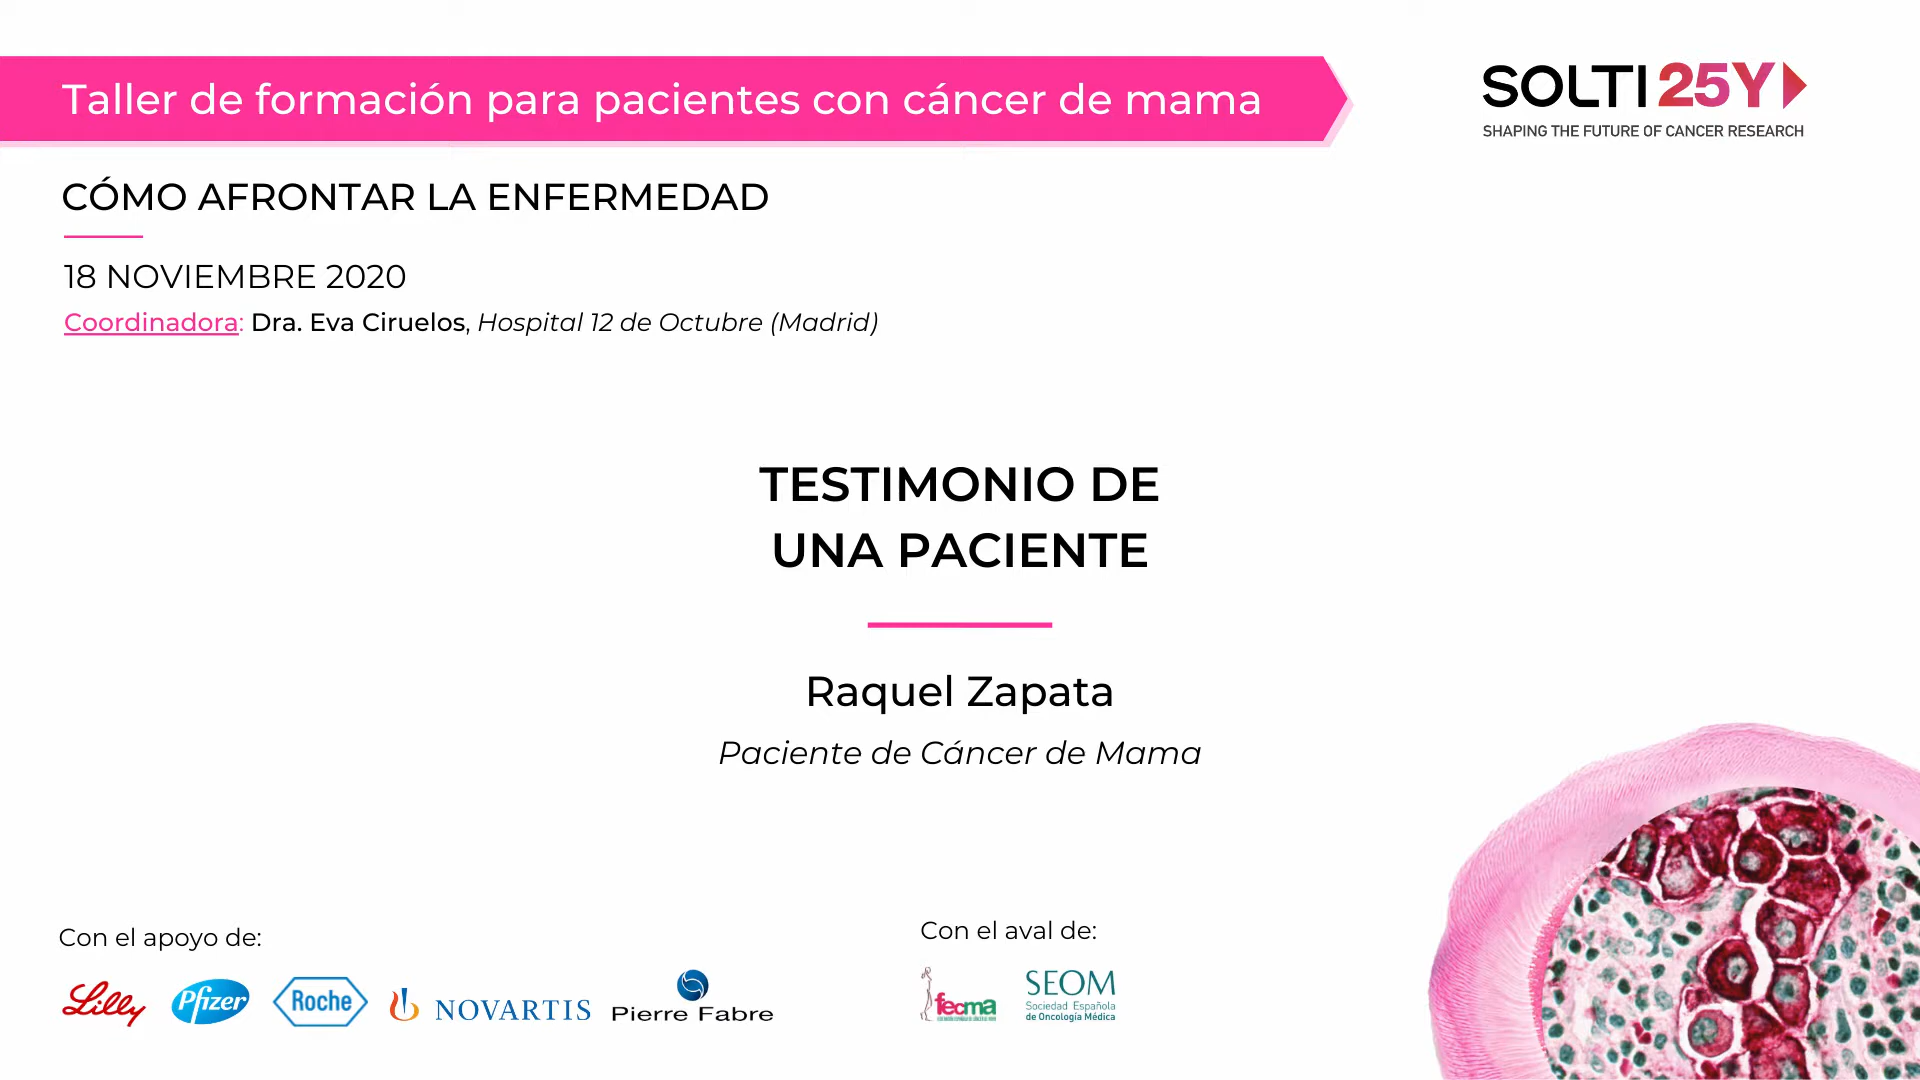 Taller de formación para pacientes con cáncer de mama
SOLTI 25Y
SHAPING THE FUTURE OF CANCER RESEARCH
CÓMO AFRONTAR LA ENFERMEDAD
18 NOVIEMBRE 2020
Coordinadora: Dra. Eva Ciruelos, Hospital 12 de Octubre (Madrid)
TESTIMONIO DE
UNA PACIENTE
Raquel Zapata
Paciente de Cáncer de Mama
Con el apoyo de:
Lilly Pfizer Roche NOVARTIS Pierre Fabre
Con el aval de:
fecma
SEOM
Sociedad Española
de Oncología Médica